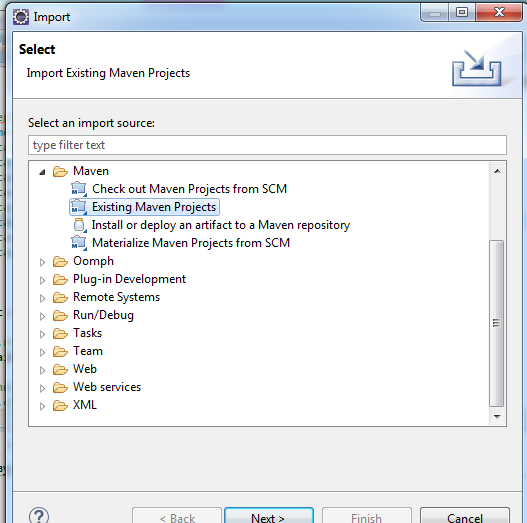 Import
Select
Import Existing Maven Projects
Select an import source:
type filter text
Maven
Check out Maven Projects from SCM
Existing Maven Projects
Install or deploy an artifact to a Maven repository
Materialize Maven Projects from SCM
Oomph
Plug-in Development
Remote Systems
Run/Debug
Tasks
Team
Web
Web services
XML
? < Back Next > Finish Cancel